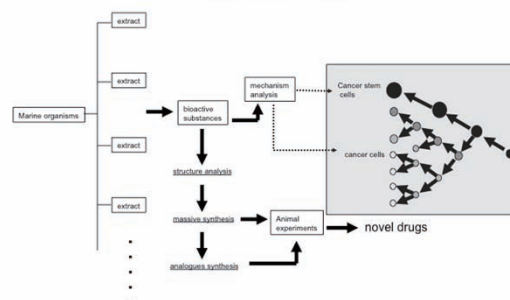 extract
extract
Marine organisms
extract
extract
bioactive
substances
mechanism
analysis
structure analysis
massive synthesis
analogues synthesis
Animal
experiments
novel drugs
Cancer stem
cells
cancer cells